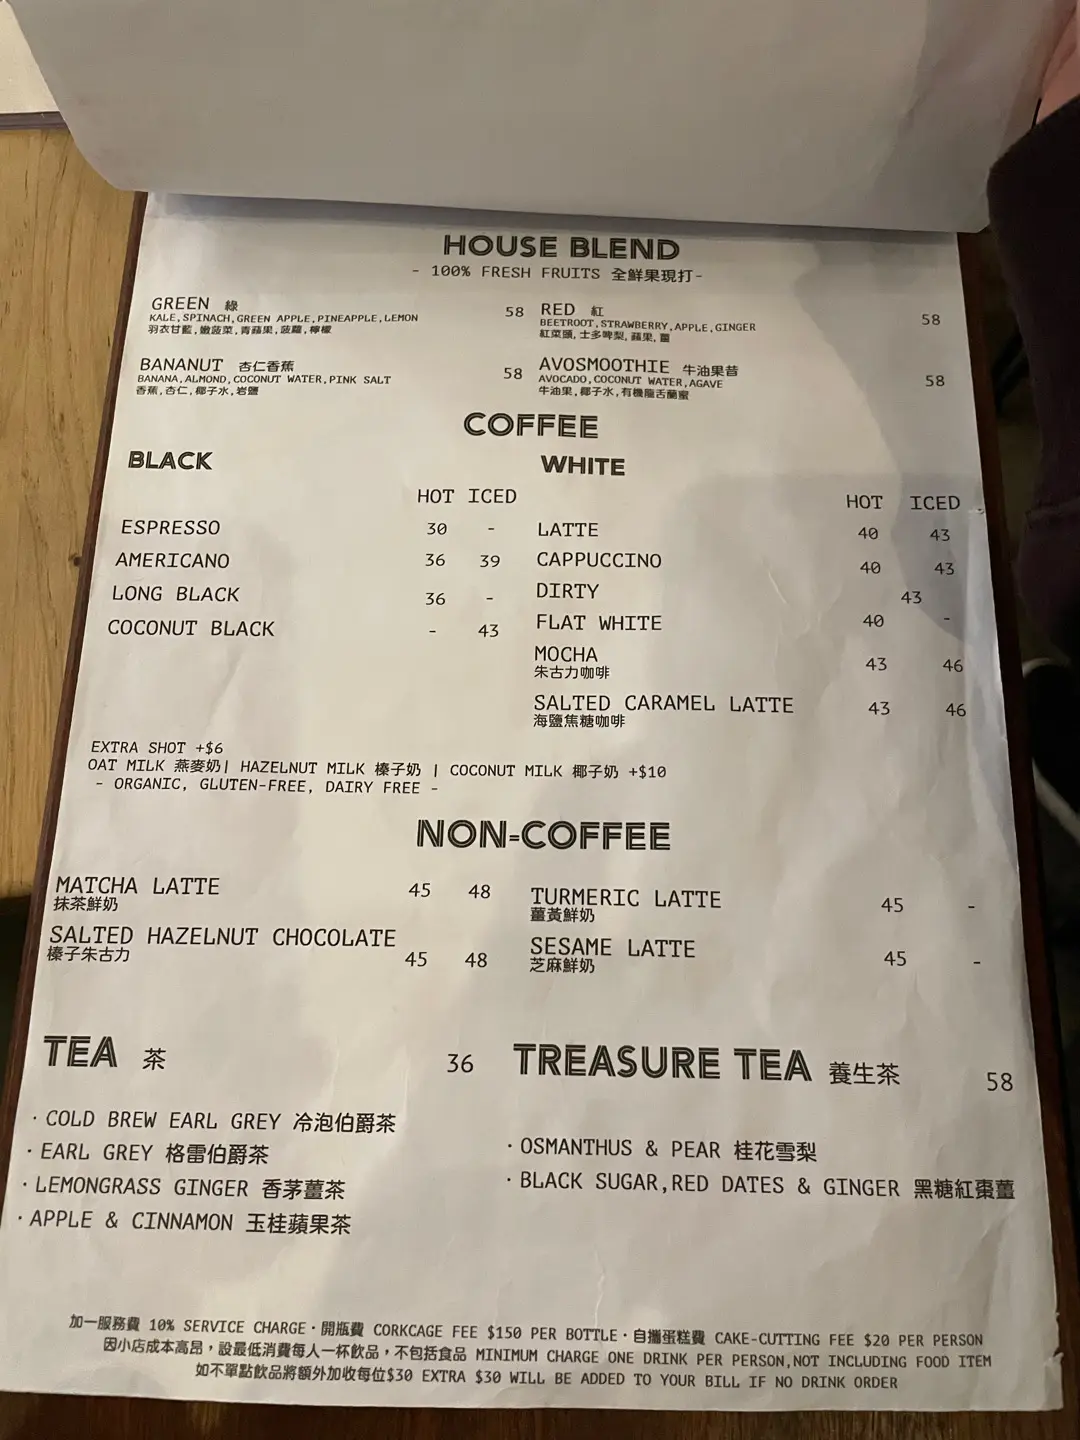 HOUSE BLEND
- 100% FRESH FRUITS 全鮮果現打-
GREEN 綠 58
KALE,SPINACH,GREEN APPLE,PINEAPPLE,LEMON
羽衣甘藍,嫩菠菜,青蘋果,菠蘿,檸檬
RED 紅 58
BEETROOT,STRAWBERRY,APPLE,GINGER
紅菜頭,士多啤梨,蘋果,薑
BANANUT 杏仁香蕉 58
BANANA,ALMOND,COCONUT WATER,PINK SALT
香蕉,杏仁,椰子水,岩鹽
AVOSMOOTHIE 牛油果昔 58
AVOCADO,COCONUT WATER,AGAVE
牛油果,椰子水,有機龍舌蘭蜜
COFFEE
BLACK
HOT ICED
ESPRESSO 30 -
AMERICANO 36 39
LONG BLACK 36 -
COCONUT BLACK - 43
WHITE
HOT ICED
LATTE 40 43
CAPPUCCINO 40 43
DIRTY 43
FLAT WHITE 40 -
MOCHA 43 46
朱古力咖啡
SALTED CARAMEL LATTE 43 46
海鹽焦糖咖啡
EXTRA SHOT +$6
OAT MILK 燕麥奶| HAZELNUT MILK 榛子奶 | COCONUT MILK 椰子奶 +$10
- ORGANIC, GLUTEN-FREE, DAIRY FREE -
NON-COFFEE
MATCHA LATTE 45 48
抹茶鮮奶
SALTED HAZELNUT CHOCOLATE 45 48
榛子朱古力
TURMERIC LATTE 45 -
薑黃鮮奶
SESAME LATTE 45 -
芝麻鮮奶
TEA 茶 36
· COLD BREW EARL GREY 冷泡伯爵茶
· EARL GREY 格雷伯爵茶
· LEMONGRASS GINGER 香茅薑茶
· APPLE & CINNAMON 玉桂蘋果茶
TREASURE TEA 養生茶 58
· OSMANTHUS & PEAR 桂花雪梨
· BLACK SUGAR,RED DATES & GINGER 黑糖紅棗薑
加一服務費 10% SERVICE CHARGE · 開瓶費 CORKCAGE FEE $150 PER BOTTLE · 自攜蛋糕費 CAKE-CUTTING FEE $20 PER PERSON
因小店成本高昂，設最低消費每人一杯飲品，不包括食品 MINIMUM CHARGE ONE DRINK PER PERSON,NOT INCLUDING FOOD ITEM
如不單點飲品將額外加收每位$30 EXTRA $30 WILL BE ADDED TO YOUR BILL IF NO DRINK ORDER